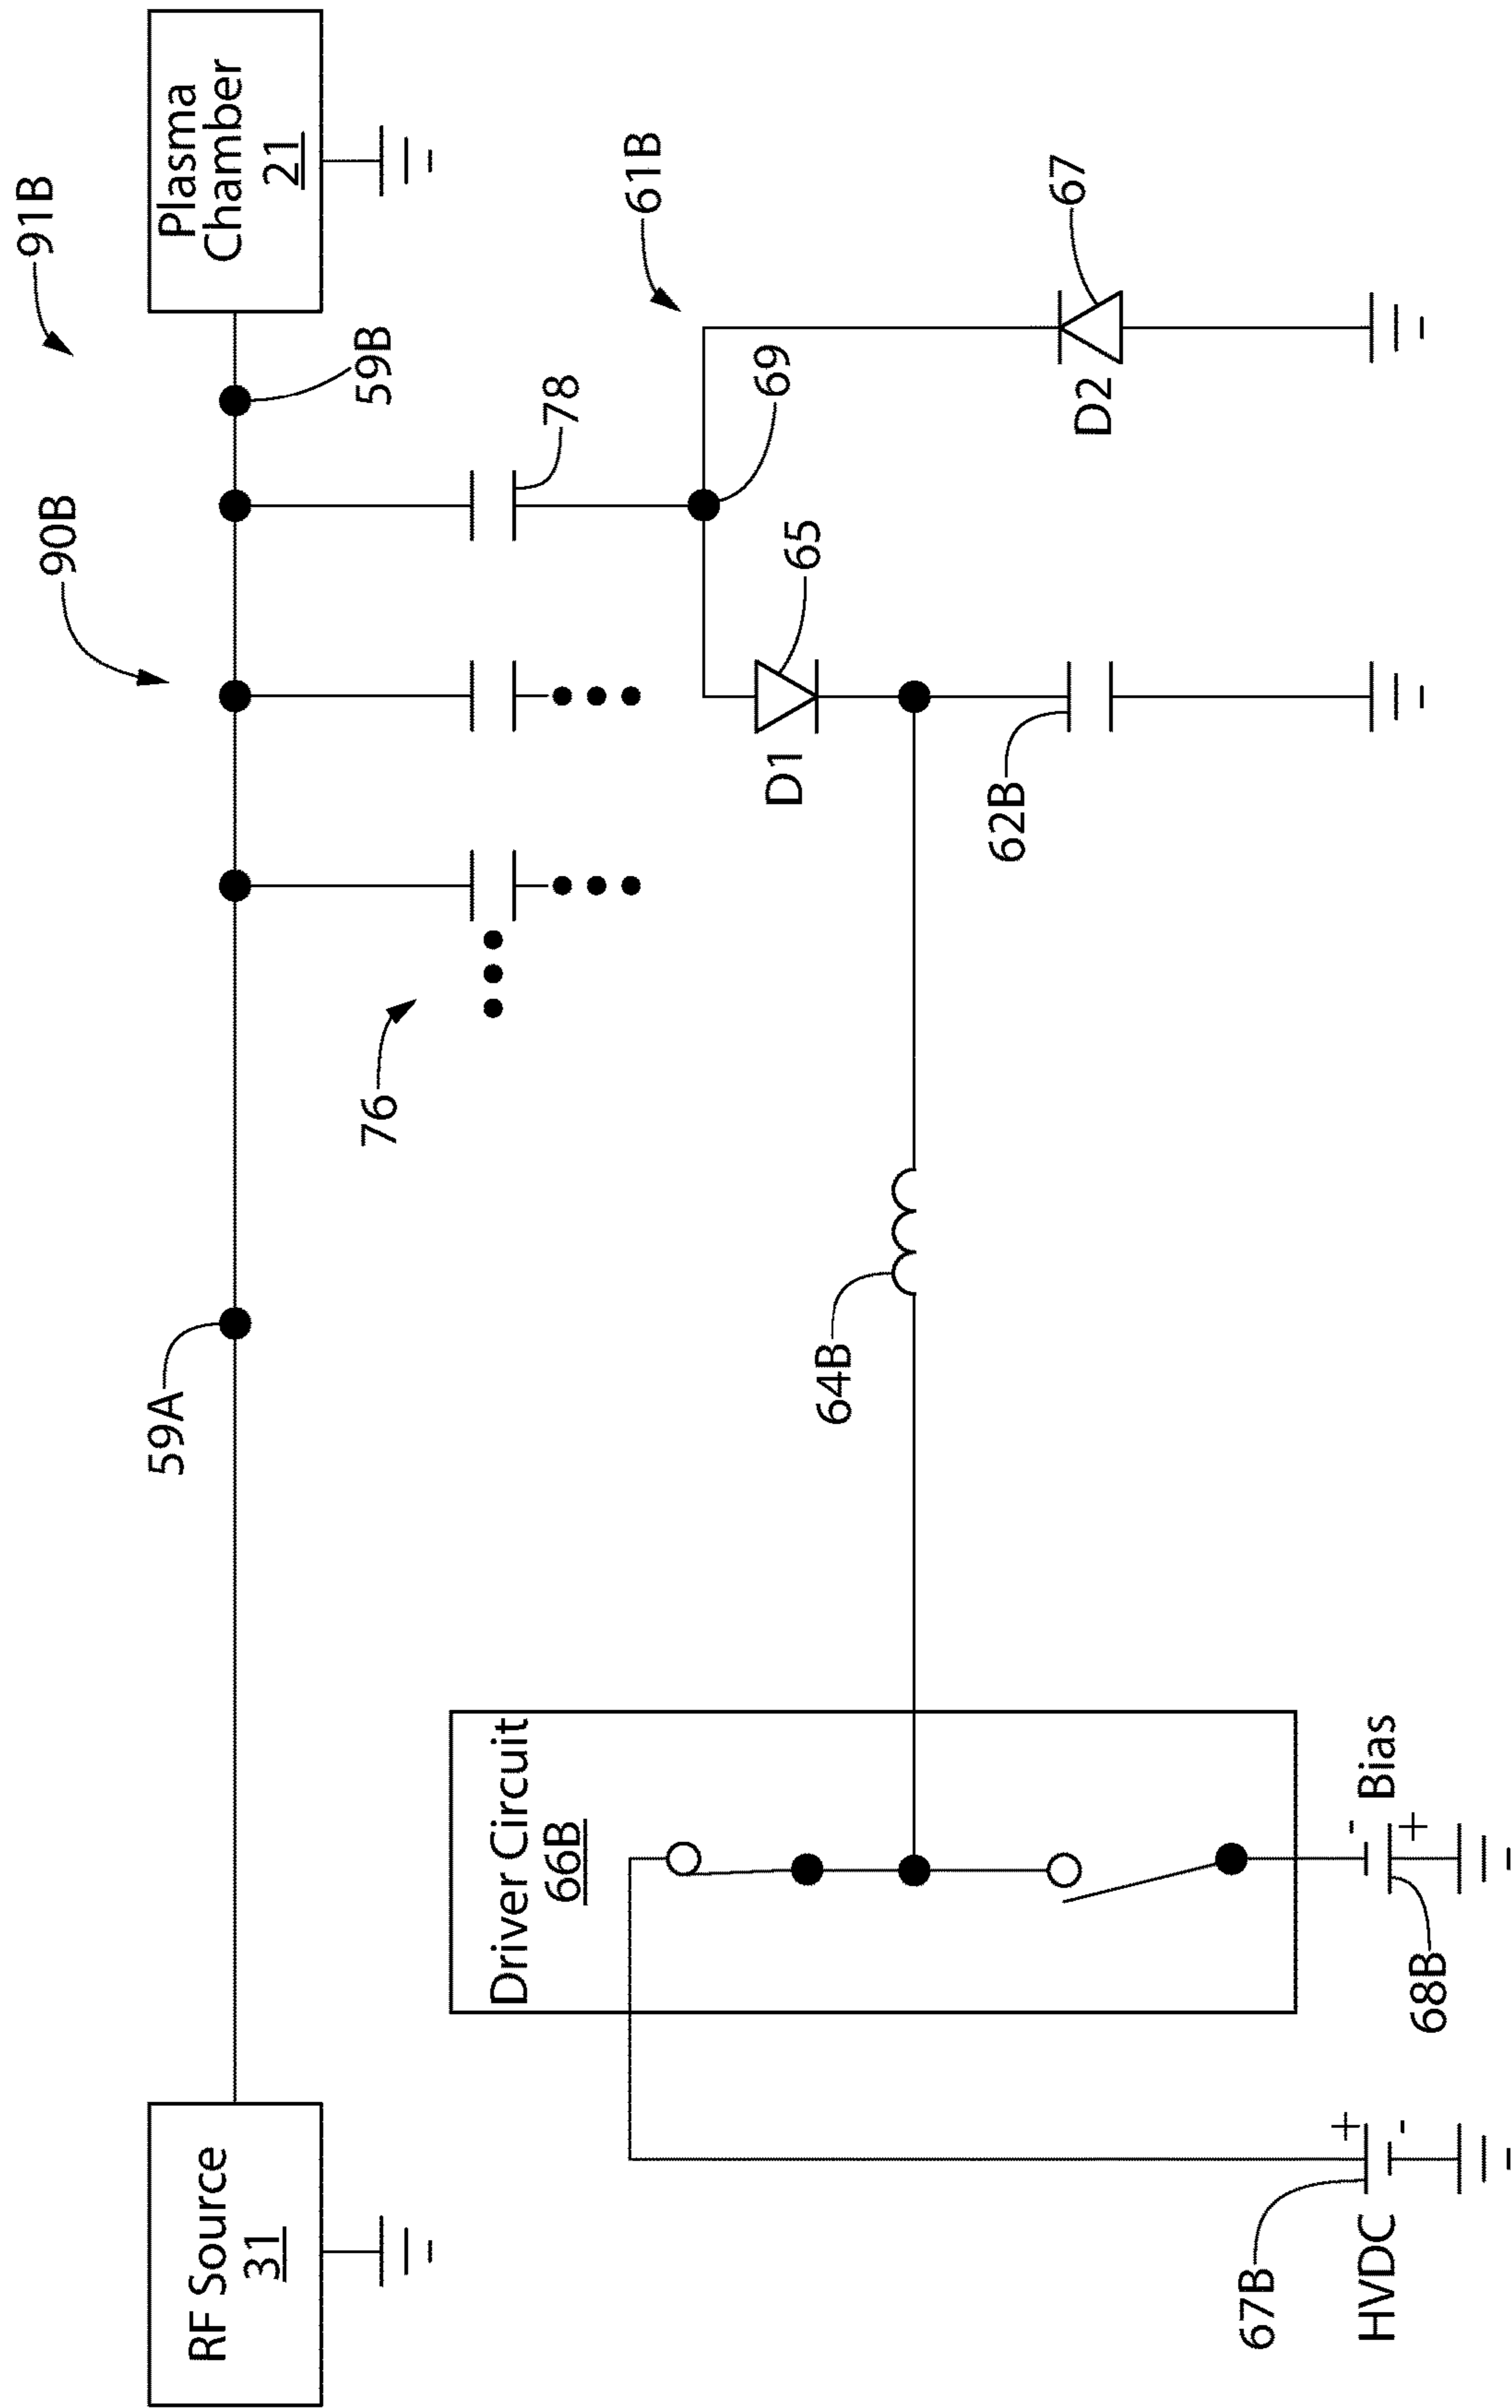 91B
90B
59A
59B
RF Source
31
Plasma
Chamber
21
76
78
61B
69
Driver Circuit
66B
64B
D1
65
62B
D2
67
67B
HVDC
+
-
68B
-
+
Bias